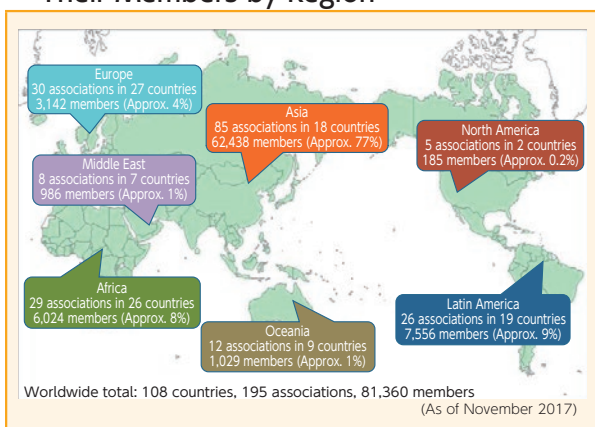 Their Members by Region
Europe
30 associations in 27 countries
3,142 members (Approx. 4%)
Asia
85 associations in 18 countries
62,438 members (Approx. 77%)
North America
5 associations in 2 countries
185 members (Approx. 0.2%)
Middle East
8 associations in 7 countries
986 members (Approx. 1%)
Africa
29 associations in 26 countries
6,024 members (Approx. 8%)
Oceania
12 associations in 9 countries
1,029 members (Approx. 1%)
Latin America
26 associations in 19 countries
7,556 members (Approx. 9%)
Worldwide total: 108 countries, 195 associations, 81,360 members
(As of November 2017)